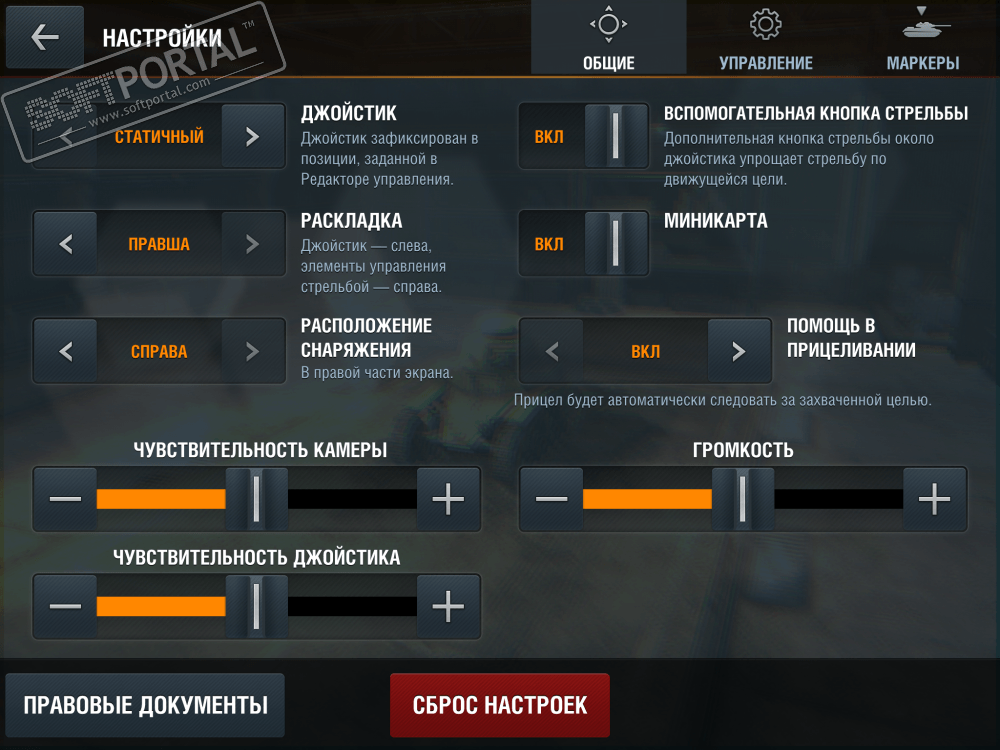 НАСТРОЙКИ
ОБЩИЕ
УПРАВЛЕНИЕ
МАРКЕРЫ
SOFTPORTAL™
www.softportal.com
СТАТИЧНЫЙ
ДЖОЙСТИК
Джойстик зафиксирован в
позиции, заданной в
Редакторе управления.
ВКЛ
ВСПОМОГАТЕЛЬНАЯ КНОПКА СТРЕЛЬБЫ
Дополнительная кнопка стрельбы около
джойстика упрощает стрельбу по
движущейся цели.
ПРАВША
РАСКЛАДКА
Джойстик — слева,
элементы управления
стрельбой — справа.
ВКЛ
МИНИКАРТА
СПРАВА
РАСПОЛОЖЕНИЕ
СНАРЯЖЕНИЯ
В правой части экрана.
ВКЛ
ПОМОЩЬ В
ПРИЦЕЛИВАНИИ
Прицел будет автоматически следовать за захваченной целью.
ЧУВСТВИТЕЛЬНОСТЬ КАМЕРЫ
ГРОМКОСТЬ
ЧУВСТВИТЕЛЬНОСТЬ ДЖОЙСТИКА
ПРАВОВЫЕ ДОКУМЕНТЫ
СБРОС НАСТРОЕК